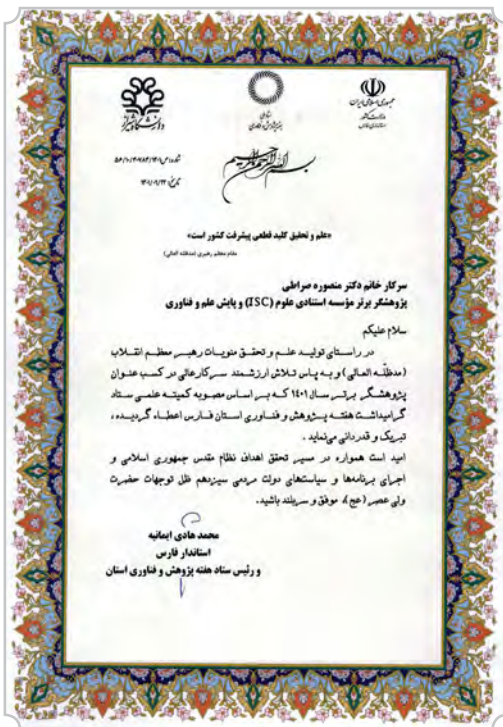 دانشگاه شیراز
جمهوری اسلامی ایران
وزارت کشور
استانداری فارس
بسم الله الرحمن الرحیم
«علم و تحقیق کلید قطعی پیشرفت کشور است»
مقام معظم رهبری (مدظله العالی)
سرکار خانم دکتر منصوره صراطی
پژوهشگر برتر مؤسسه استنادی علوم (ISC) و پایش علم و فناوری
سلام علیکم
در راستای تولید علم و تحقق منویات رهبر معظم انقلاب
(مدظله العالی) و به پاس تلاش ارزشمند سرکارعالی در کسب عنوان
پژوهشگر برتر سال ۱۴۰۱ که بر اساس مصوبه کمیته علمی ستاد
گرامیداشت هفته پژوهش و فناوری استان فارس اعطاء گردیده،
تبریک و قدردانی می‌نماید.
امید است همواره در مسیر تحقق اهداف نظام مقدس جمهوری اسلامی و
اجرای برنامه‌ها و سیاستهای دولت مردمی سیزدهم ظل توجهات حضرت
ولی عصر (عج)، موفق و سربلند باشید.
محمد هادی ایمانیه
استاندار فارس
و رئیس ستاد هفته پژوهش و فناوری استان